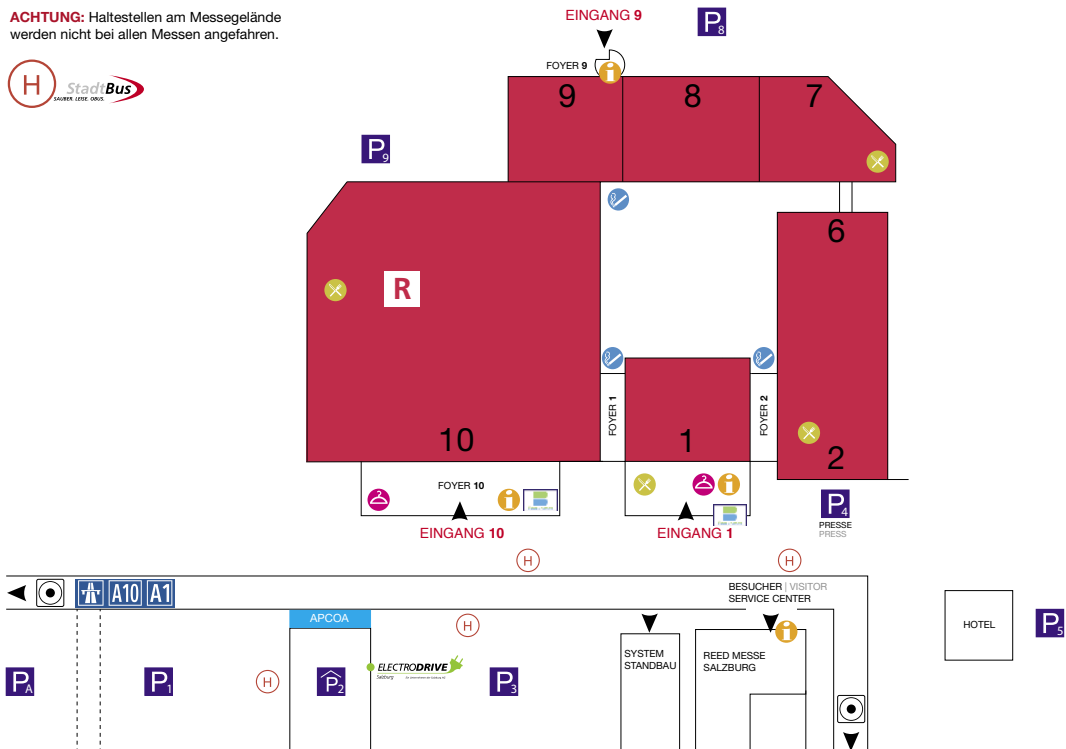 ACHTUNG: Haltestellen am Messegelände
werden nicht bei allen Messen angefahren.
H
StadtBus
SAUBER. LEISE. OBUS.
EINGANG 9
P8
FOYER 9
i
9
8
7
P9
6
R
10
FOYER 1
1
FOYER 2
2
FOYER 10
2
i
2
i
EINGANG 10
EINGANG 1
P4
PRESSE
PRESS
H
H
A10
A1
BESUCHER | VISITOR
SERVICE CENTER
APCOA
H
HOTEL
P5
i
SYSTEM
STANDBAU
REED MESSE
SALZBURG
ELECTRODRIVE
Salzburg
PA
P1
H
P2
P3